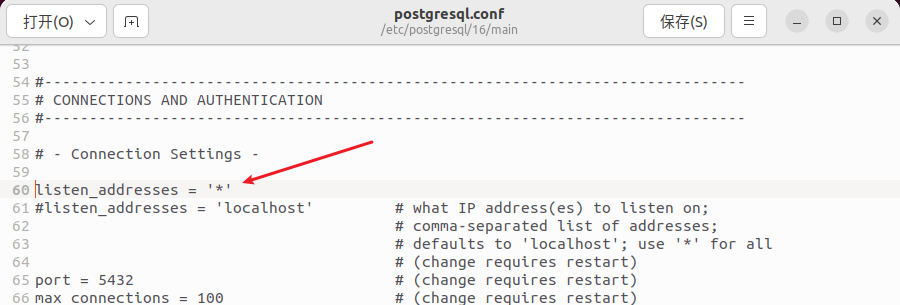 打开(O)
postgresql.conf
/etc/postgresql/16/main
保存(S)
52
53
54 #------------------------------------------------------------------------------
55 # CONNECTIONS AND AUTHENTICATION
56 #------------------------------------------------------------------------------
57
58 # - Connection Settings -
59
60 listen_addresses = '*'
61 #listen_addresses = 'localhost' # what IP address(es) to listen on;
62 # comma-separated list of addresses;
63 # defaults to 'localhost'; use '*' for all
64 # (change requires restart)
65 port = 5432 # (change requires restart)
66 max_connections = 100 # (change requires restart)